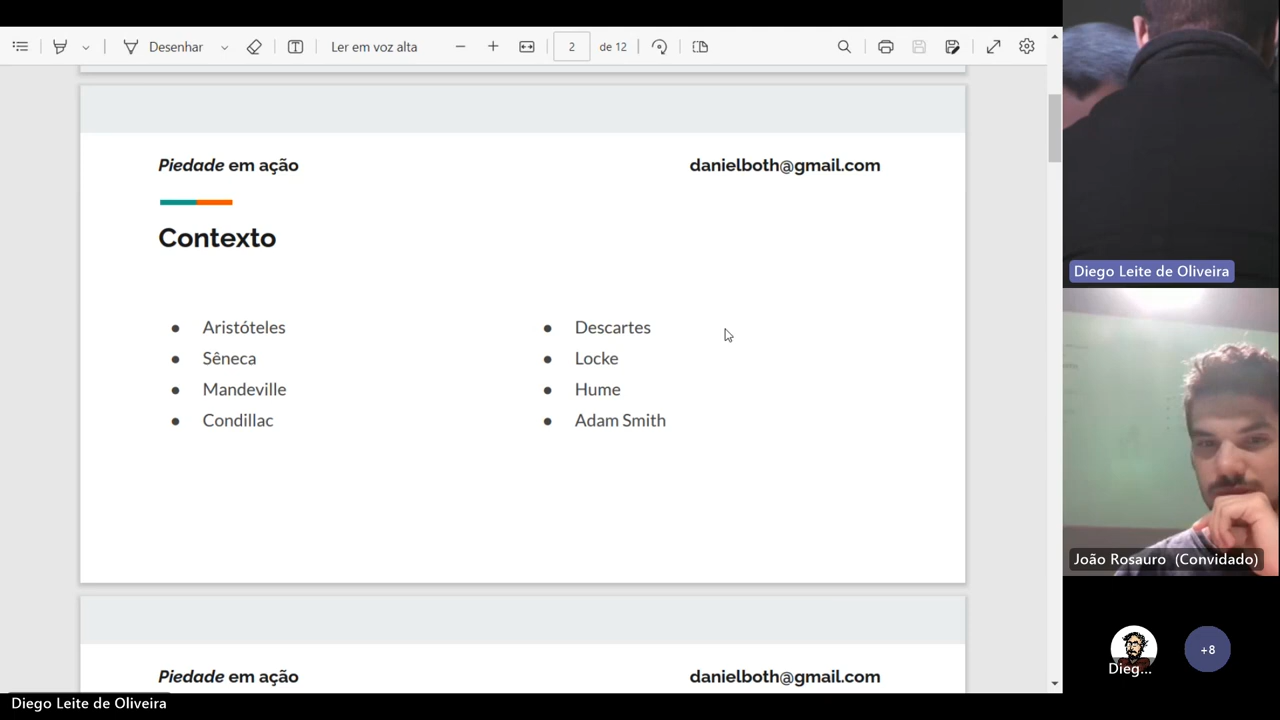 Desenhar
Ler em voz alta
2
de 12
Piedade em ação
danielboth@gmail.com
Contexto
Aristóteles
Sêneca
Mandeville
Condillac
Descartes
Locke
Hume
Adam Smith
Piedade em ação
danielboth@gmail.com
Diego Leite de Oliveira
João Rosauro (Convidado)
Dieg...
+8
Diego Leite de Oliveira